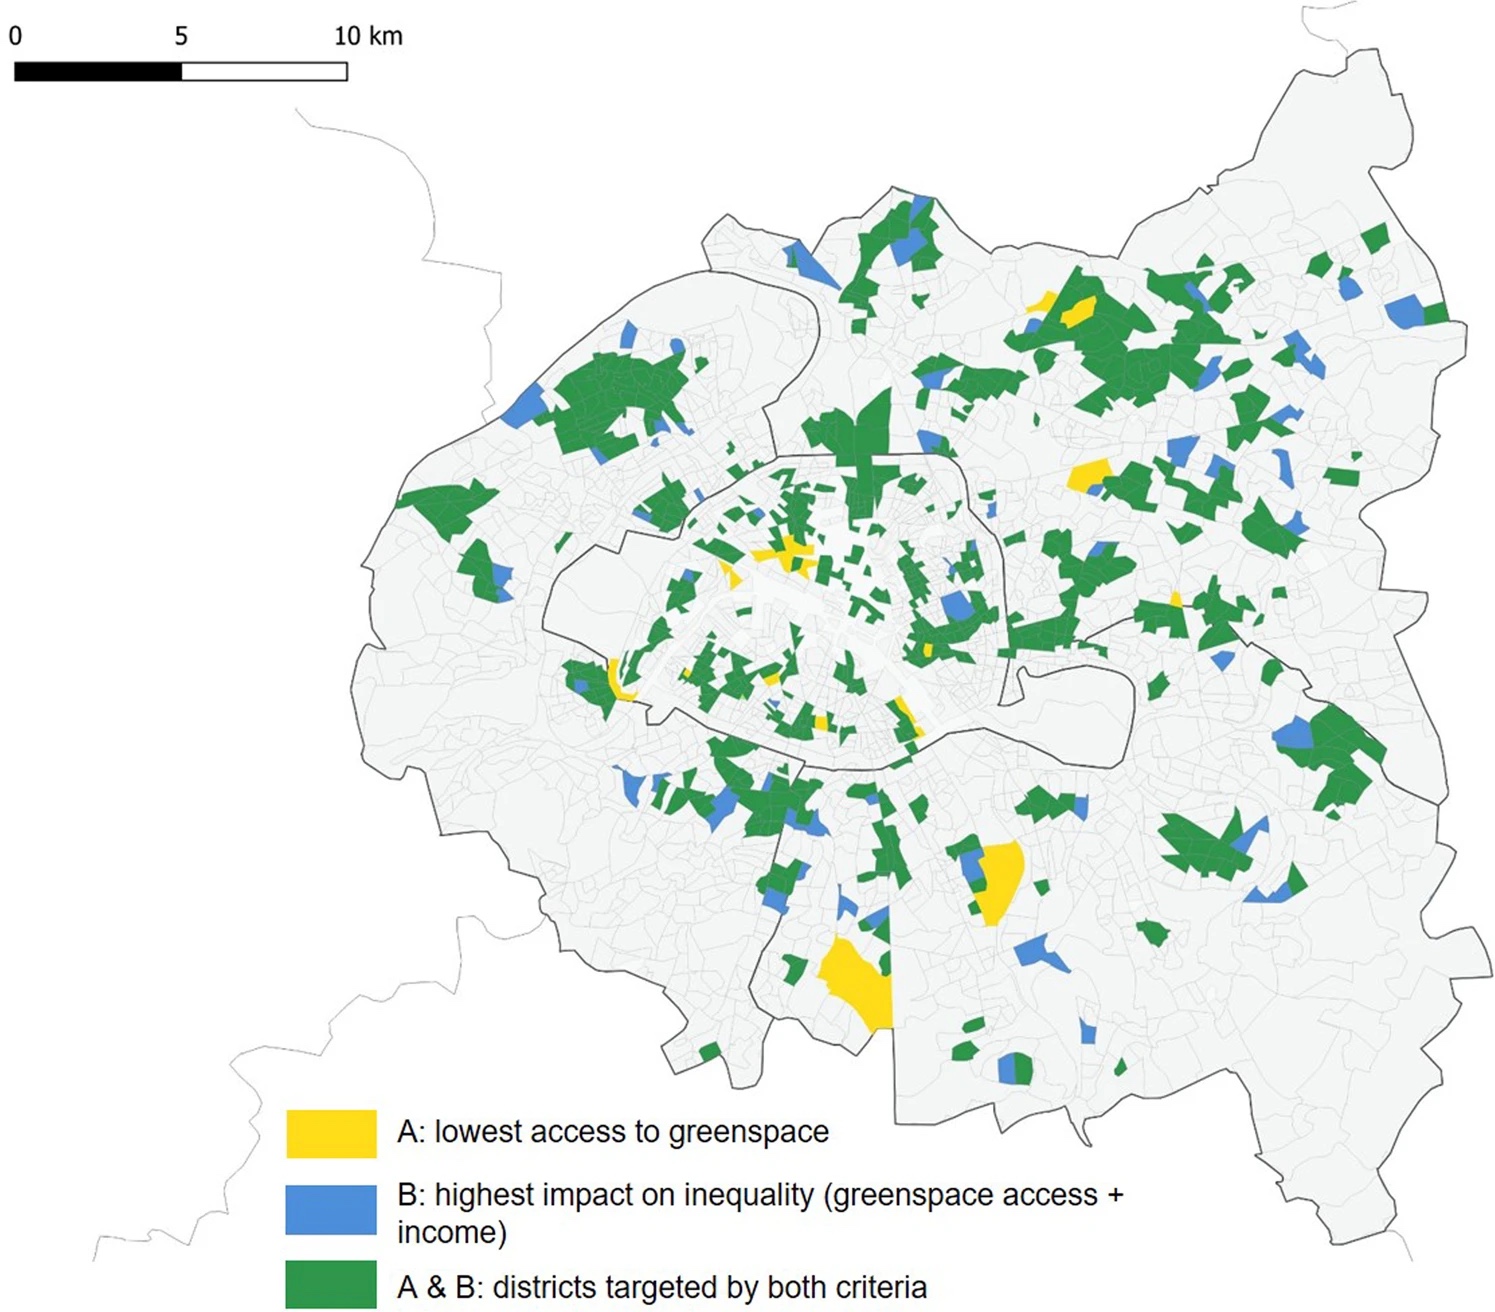 0 5 10 km
A: lowest access to greenspace
B: highest impact on inequality (greenspace access +
income)
A & B: districts targeted by both criteria